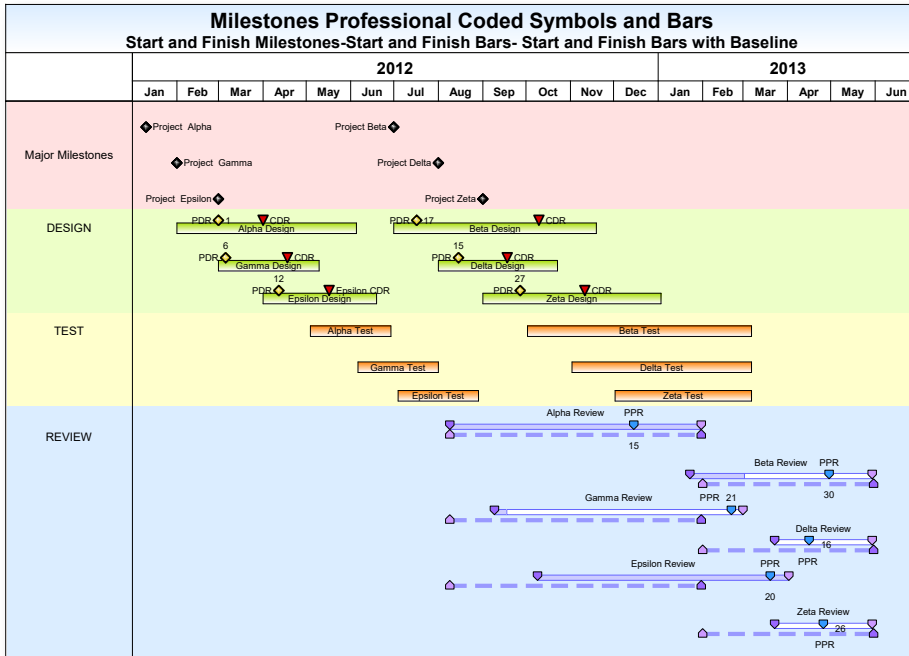 Milestones Professional Coded Symbols and Bars
Start and Finish Milestones-Start and Finish Bars- Start and Finish Bars with Baseline
2012 2013
Jan Feb Mar Apr May Jun Jul Aug Sep Oct Nov Dec Jan Feb Mar Apr May Jun
Major Milestones
Project Alpha Project Beta
Project Gamma Project Delta
Project Epsilon Project Zeta
DESIGN
PDR 1 CDR PDR 17 CDR
Alpha Design Beta Design
6 15
PDR CDR PDR CDR
Gamma Design Delta Design
12 27
PDR Epsilon CDR PDR CDR
Epsilon Design Zeta Design
TEST
Alpha Test Beta Test
Gamma Test Delta Test
Epsilon Test Zeta Test
REVIEW
Alpha Review PPR
15
Beta Review PPR
30
Gamma Review PPR 21
Delta Review
16
PPR
Epsilon Review PPR
20
Zeta Review
26
PPR